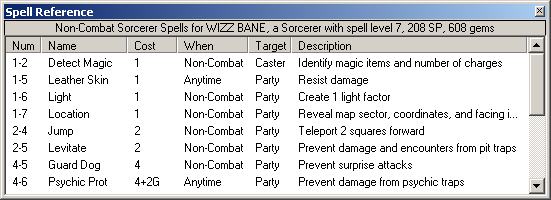 Spell Reference
Non-Combat Sorcerer Spells for WIZZ BANE, a Sorcerer with spell level 7, 208 SP, 608 gems
Num Name Cost When Target Description
1-2 Detect Magic 1 Non-Combat Caster Identify magic items and number of charges
1-5 Leather Skin 1 Anytime Party Resist damage
1-6 Light 1 Non-Combat Party Create 1 light factor
1-7 Location 1 Non-Combat Party Reveal map sector, coordinates, and facing i...
2-4 Jump 2 Non-Combat Party Teleport 2 squares forward
2-5 Levitate 2 Non-Combat Party Prevent damage and encounters from pit traps
4-5 Guard Dog 4 Non-Combat Party Prevent surprise attacks
4-6 Psychic Prot 4+2G Anytime Party Prevent damage from psychic traps